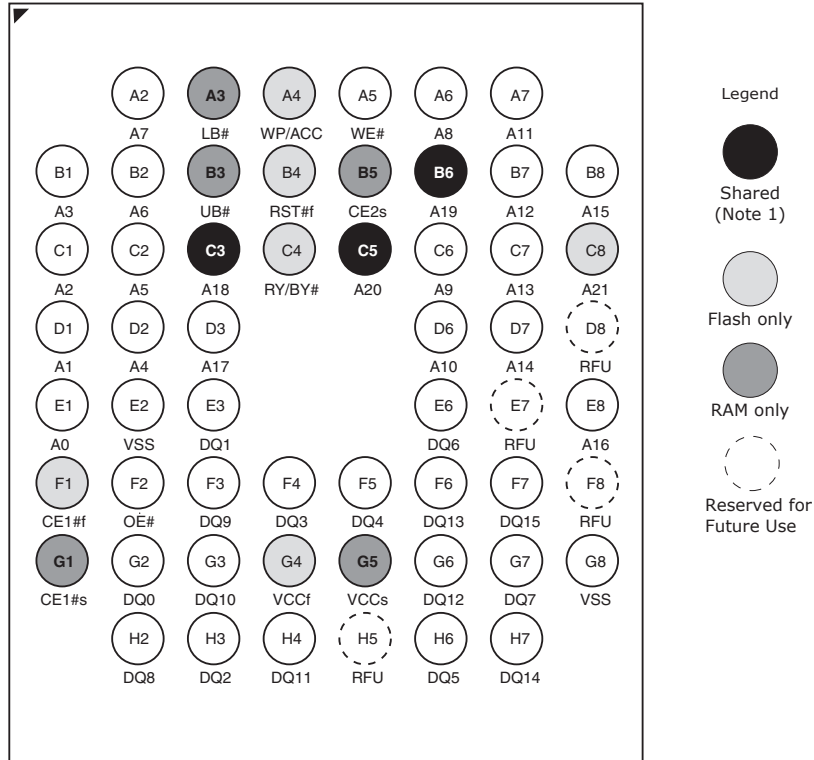 A2 A3 A4 A5 A6 A7
A7 LB# WP/ACC WE# A8 A11
B1 B2 B3 B4 B5 B6 B7 B8
A3 A6 UB# RST#f CE2s A19 A12 A15
C1 C2 C3 C4 C5 C6 C7 C8
A2 A5 A18 RY/BY# A20 A9 A13 A21
D1 D2 D3 D6 D7 D8
A1 A4 A17 A10 A14 RFU
E1 E2 E3 E6 E7 E8
A0 VSS DQ1 DQ6 RFU A16
F1 F2 F3 F4 F5 F6 F7 F8
CE1#f OE# DQ9 DQ3 DQ4 DQ13 DQ15 RFU
G1 G2 G3 G4 G5 G6 G7 G8
CE1#s DQ0 DQ10 VCCf VCCs DQ12 DQ7 VSS
H2 H3 H4 H5 H6 H7
DQ8 DQ2 DQ11 RFU DQ5 DQ14
Legend
Shared
(Note 1)
Flash only
RAM only
Reserved for
Future Use